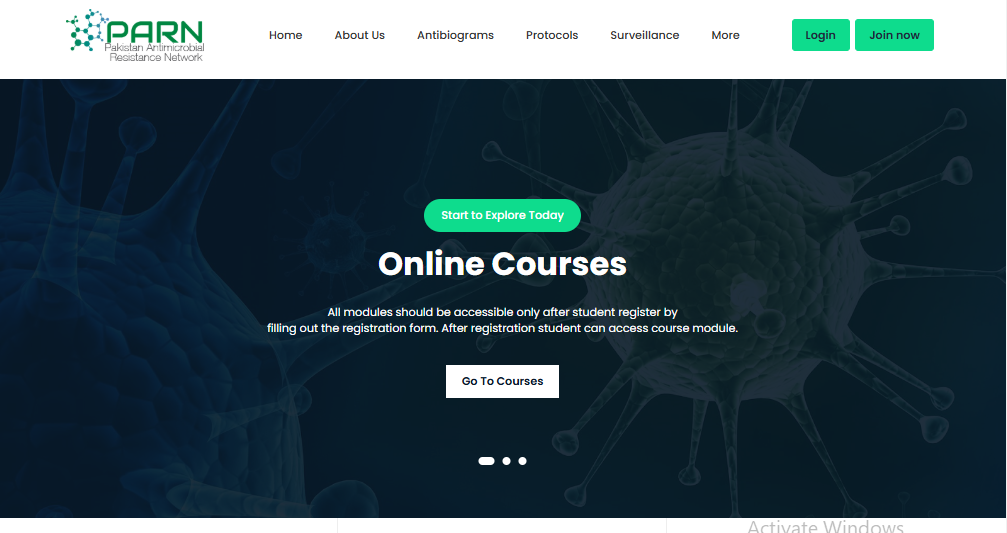 PARN
Pakistan Antimicrobial
Resistance Network
Home
About Us
Antibiograms
Protocols
Surveillance
More
Login
Join now
Start to Explore Today
Online Courses
All modules should be accessible only after student register by
filling out the registration form. After registration student can access course module.
Go To Courses
Activate Windows